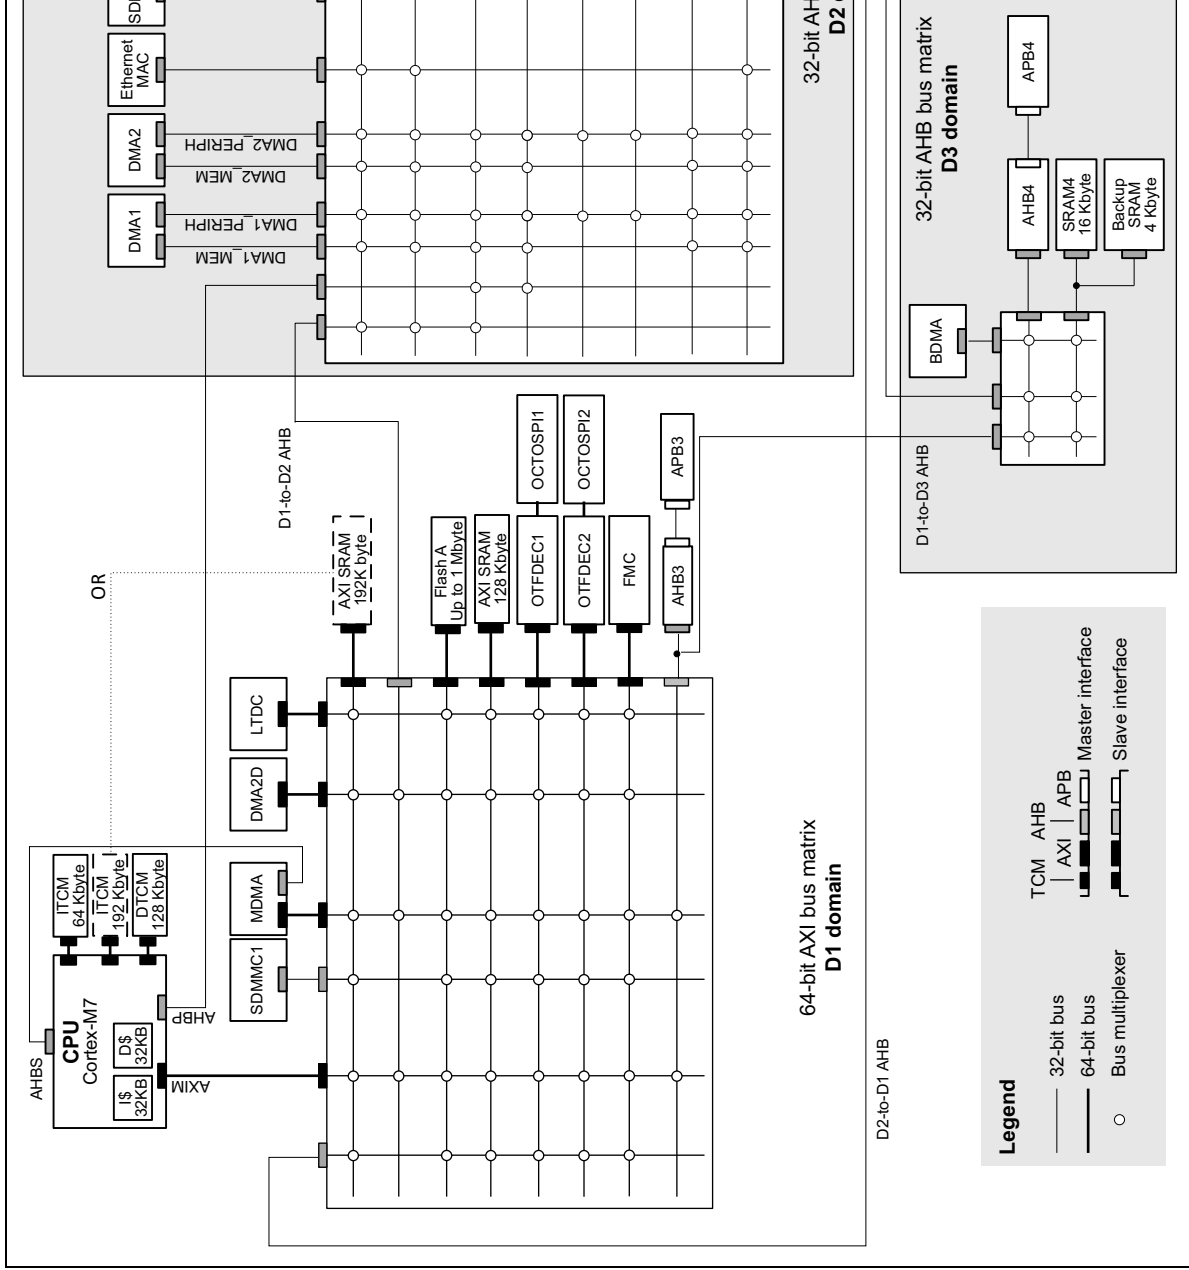 SDI
Ethernet
MAC
DMA2
DMA1
DMA2_PERIPH
DMA2_MEM
DMA1_PERIPH
DMA1_MEM
32-bit AH
D2
32-bit AHB bus matrix
D3 domain
APB4
AHB4
SRAM4
16 Kbyte
Backup
SRAM
4 Kbyte
BDMA
D1-to-D3 AHB
D1-to-D2 AHB
OR
AXI SRAM
192K byte
Flash A
Up to 1 Mbyte
AXI SRAM
128 Kbyte
OTFDEC1
OCTOSPI1
OTFDEC2
OCTOSPI2
FMC
AHB3
APB3
LTDC
DMA2D
MDMA
SDMMC1
ITCM
64 Kbyte
ITCM
192 Kbyte
DTCM
128 Kbyte
CPU
Cortex-M7
I$
32KB
D$
32KB
AHBS
AHBP
AXIM
64-bit AXI bus matrix
D1 domain
D2-to-D1 AHB
Legend
32-bit bus
64-bit bus
Bus multiplexer
TCM AHB
AXI APB
Master interface
Slave interface